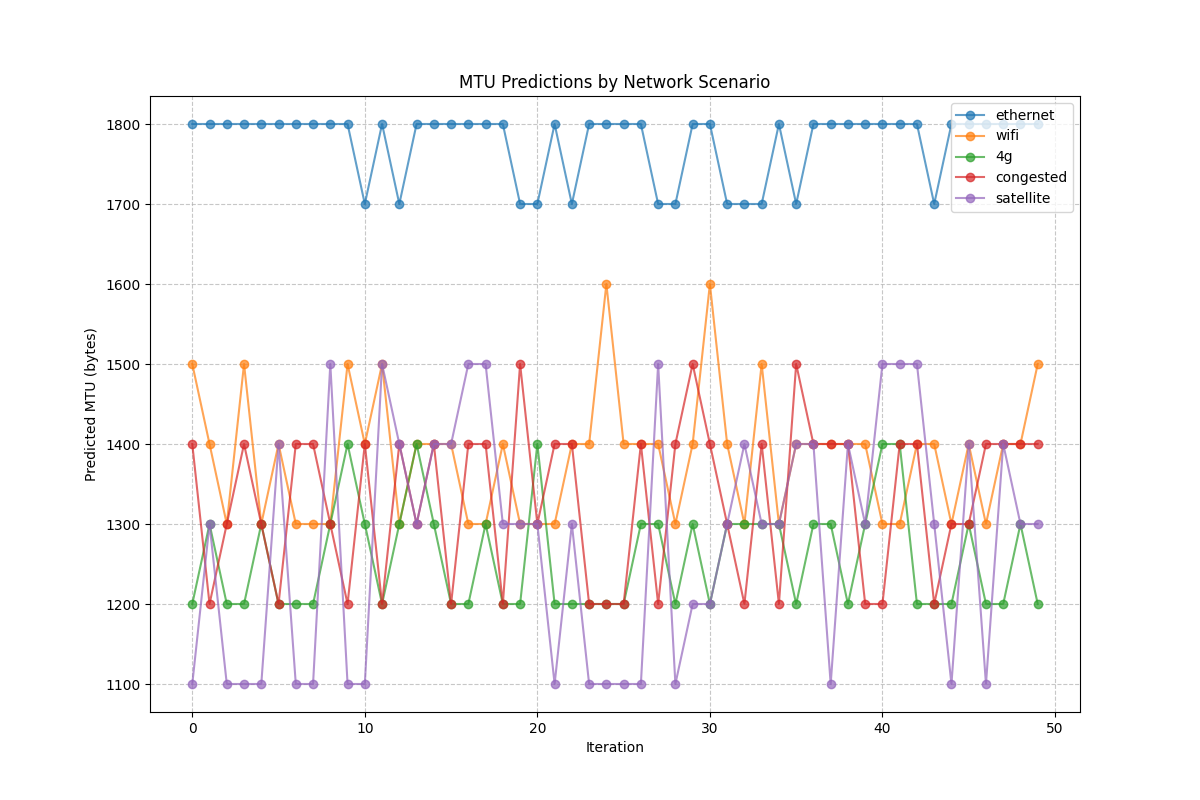 MTU Predictions by Network Scenario
Predicted MTU (bytes)
1800
1700
1600
1500
1400
1300
1200
1100
ethernet
wifi
4g
congested
satellite
0 10 20 30 40 50
Iteration